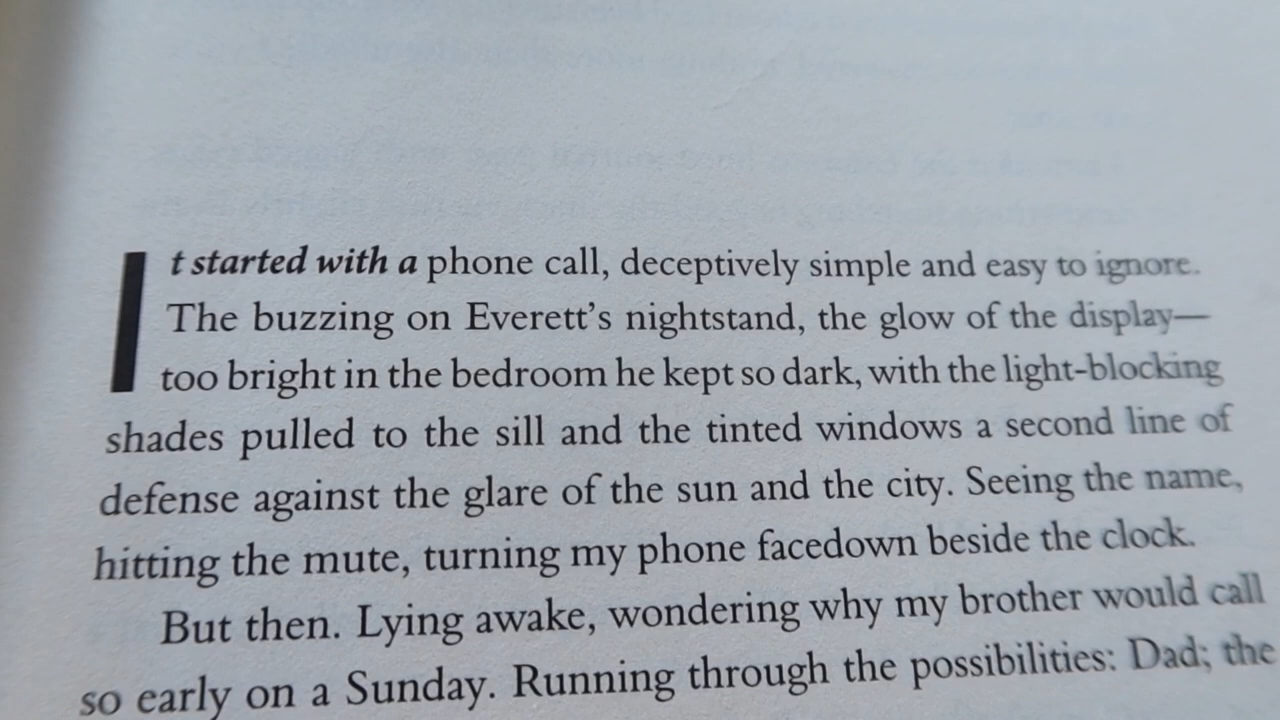 It started with a phone call, deceptively simple and easy to ignore.
The buzzing on Everett’s nightstand, the glow of the display—
too bright in the bedroom he kept so dark, with the light-blocking
shades pulled to the sill and the tinted windows a second line of
defense against the glare of the sun and the city. Seeing the name,
hitting the mute, turning my phone facedown beside the clock.
But then. Lying awake, wondering why my brother would call
so early on a Sunday. Running through the possibilities: Dad; the